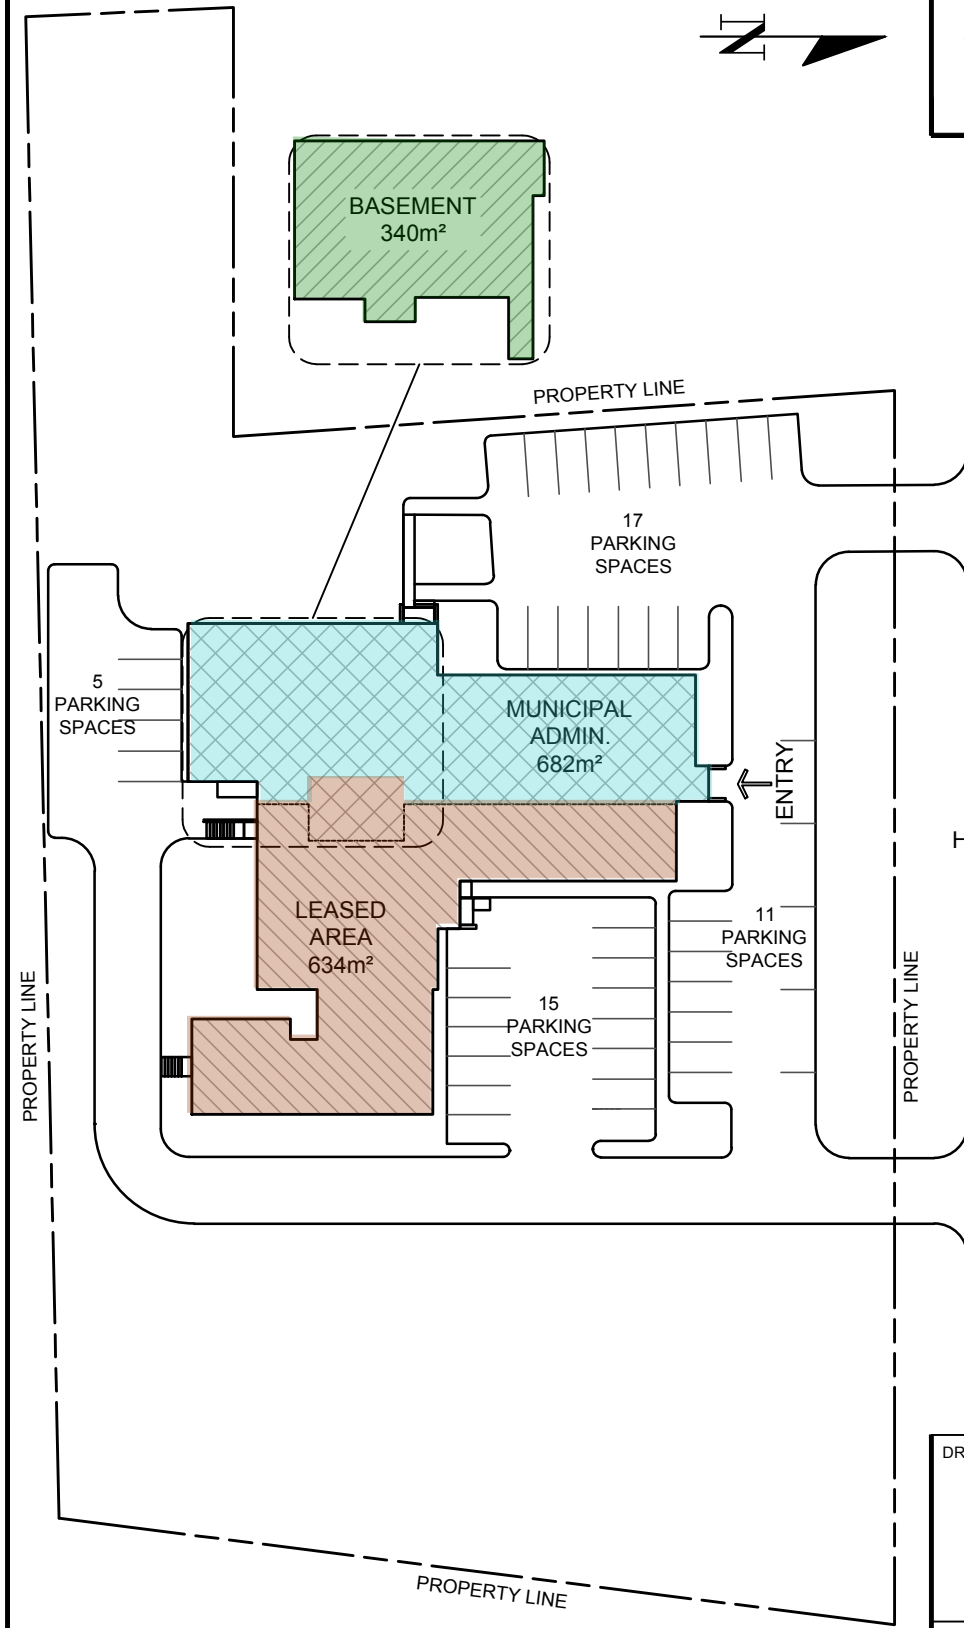 N
BASEMENT
340m²
PROPERTY LINE
17
PARKING
SPACES
5
PARKING
SPACES
MUNICIPAL
ADMIN.
682m²
ENTRY
LEASED
AREA
634m²
11
PARKING
SPACES
15
PARKING
SPACES
PROPERTY LINE
PROPERTY LINE
H
DR
PROPERTY LINE